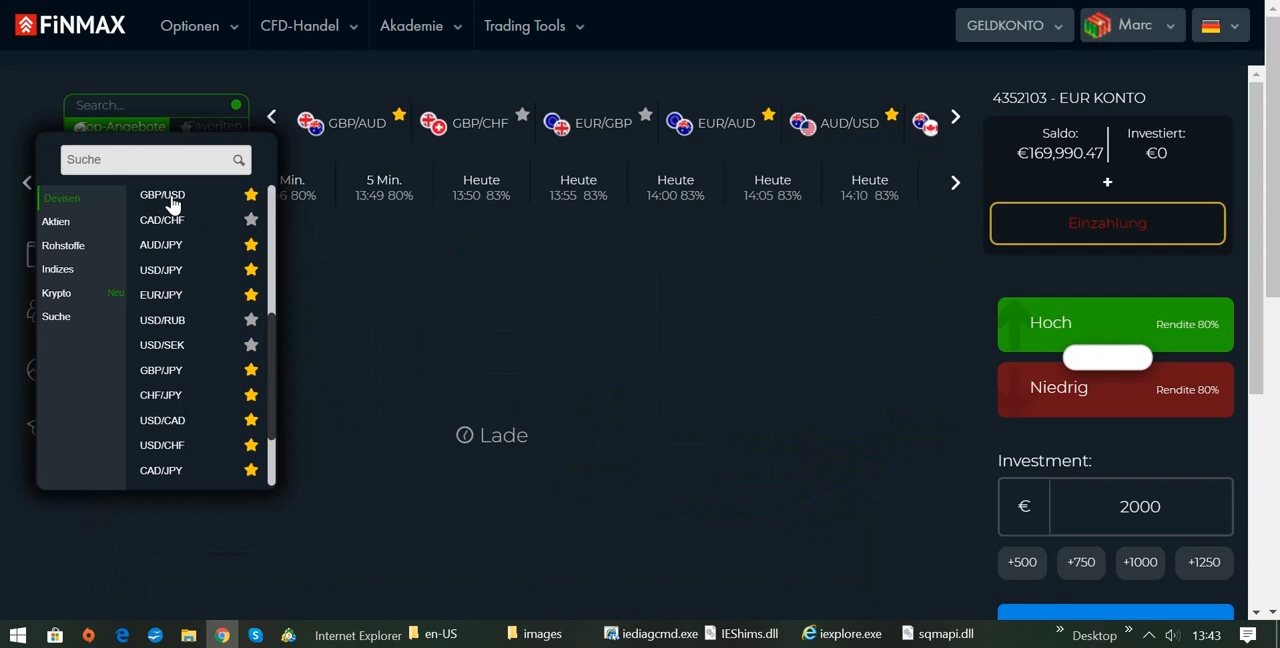 FiNMAX
Optionen
CFD-Handel
Akademie
Trading Tools
GELDKONTO
Marc
Search...
Top-Angebote
Favoriten
GBP/AUD
GBP/CHF
EUR/GBP
EUR/AUD
AUD/USD
4352103 - EUR KONTO
Saldo:
€169,990.47
Investiert:
€0
+
Einzahlung
Suche
Min.
6 80%
5 Min.
13:49 80%
Heute
13:50 83%
Heute
13:55 83%
Heute
14:00 83%
Heute
14:05 83%
Heute
14:10 83%
Devisen
Aktien
Rohstoffe
Indizes
Krypto
Neu
Suche
GBP/USD
CAD/CHF
AUD/JPY
USD/JPY
EUR/JPY
USD/RUB
USD/SEK
GBP/JPY
CHF/JPY
USD/CAD
USD/CHF
CAD/JPY
Lade
Hoch
Rendite 80%
Niedrig
Rendite 80%
Investment:
€
2000
+500
+750
+1000
+1250
Internet Explorer
en-US
images
iediagcmd.exe
IEShims.dll
iexplore.exe
sqmapi.dll
Desktop
13:43